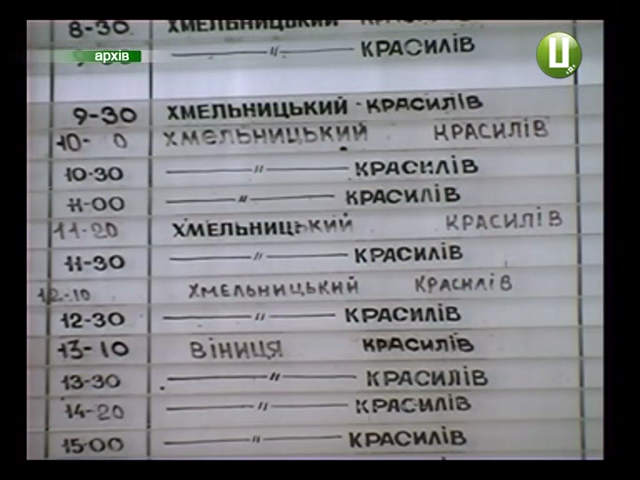 8-30 ХМЕЛЬНИЦЬКИЙ КРАСИЛІВ
архів
— 〃 — КРАСИЛІВ
Ц
9-30 ХМЕЛЬНИЦЬКИЙ - КРАСИЛІВ
10- 0 ХМЕЛЬНИЦЬКИЙ КРАСИЛІВ
10-30 — 〃 — КРАСИЛІВ
11-00 — 〃 — КРАСИЛІВ
11-20 ХМЕЛЬНИЦЬКИЙ КРАСИЛІВ
11-30 — 〃 — КРАСИЛІВ
12-10 ХМЕЛЬНИЦЬКИЙ КРАСИЛІВ
12-30 — 〃 — КРАСИЛІВ
13-10 ВІНИЦЯ КРАСИЛІВ
13-30 — 〃 — КРАСИЛІВ
14-20 — 〃 — КРАСИЛІВ
15-00 — 〃 — КРАСИЛІВ